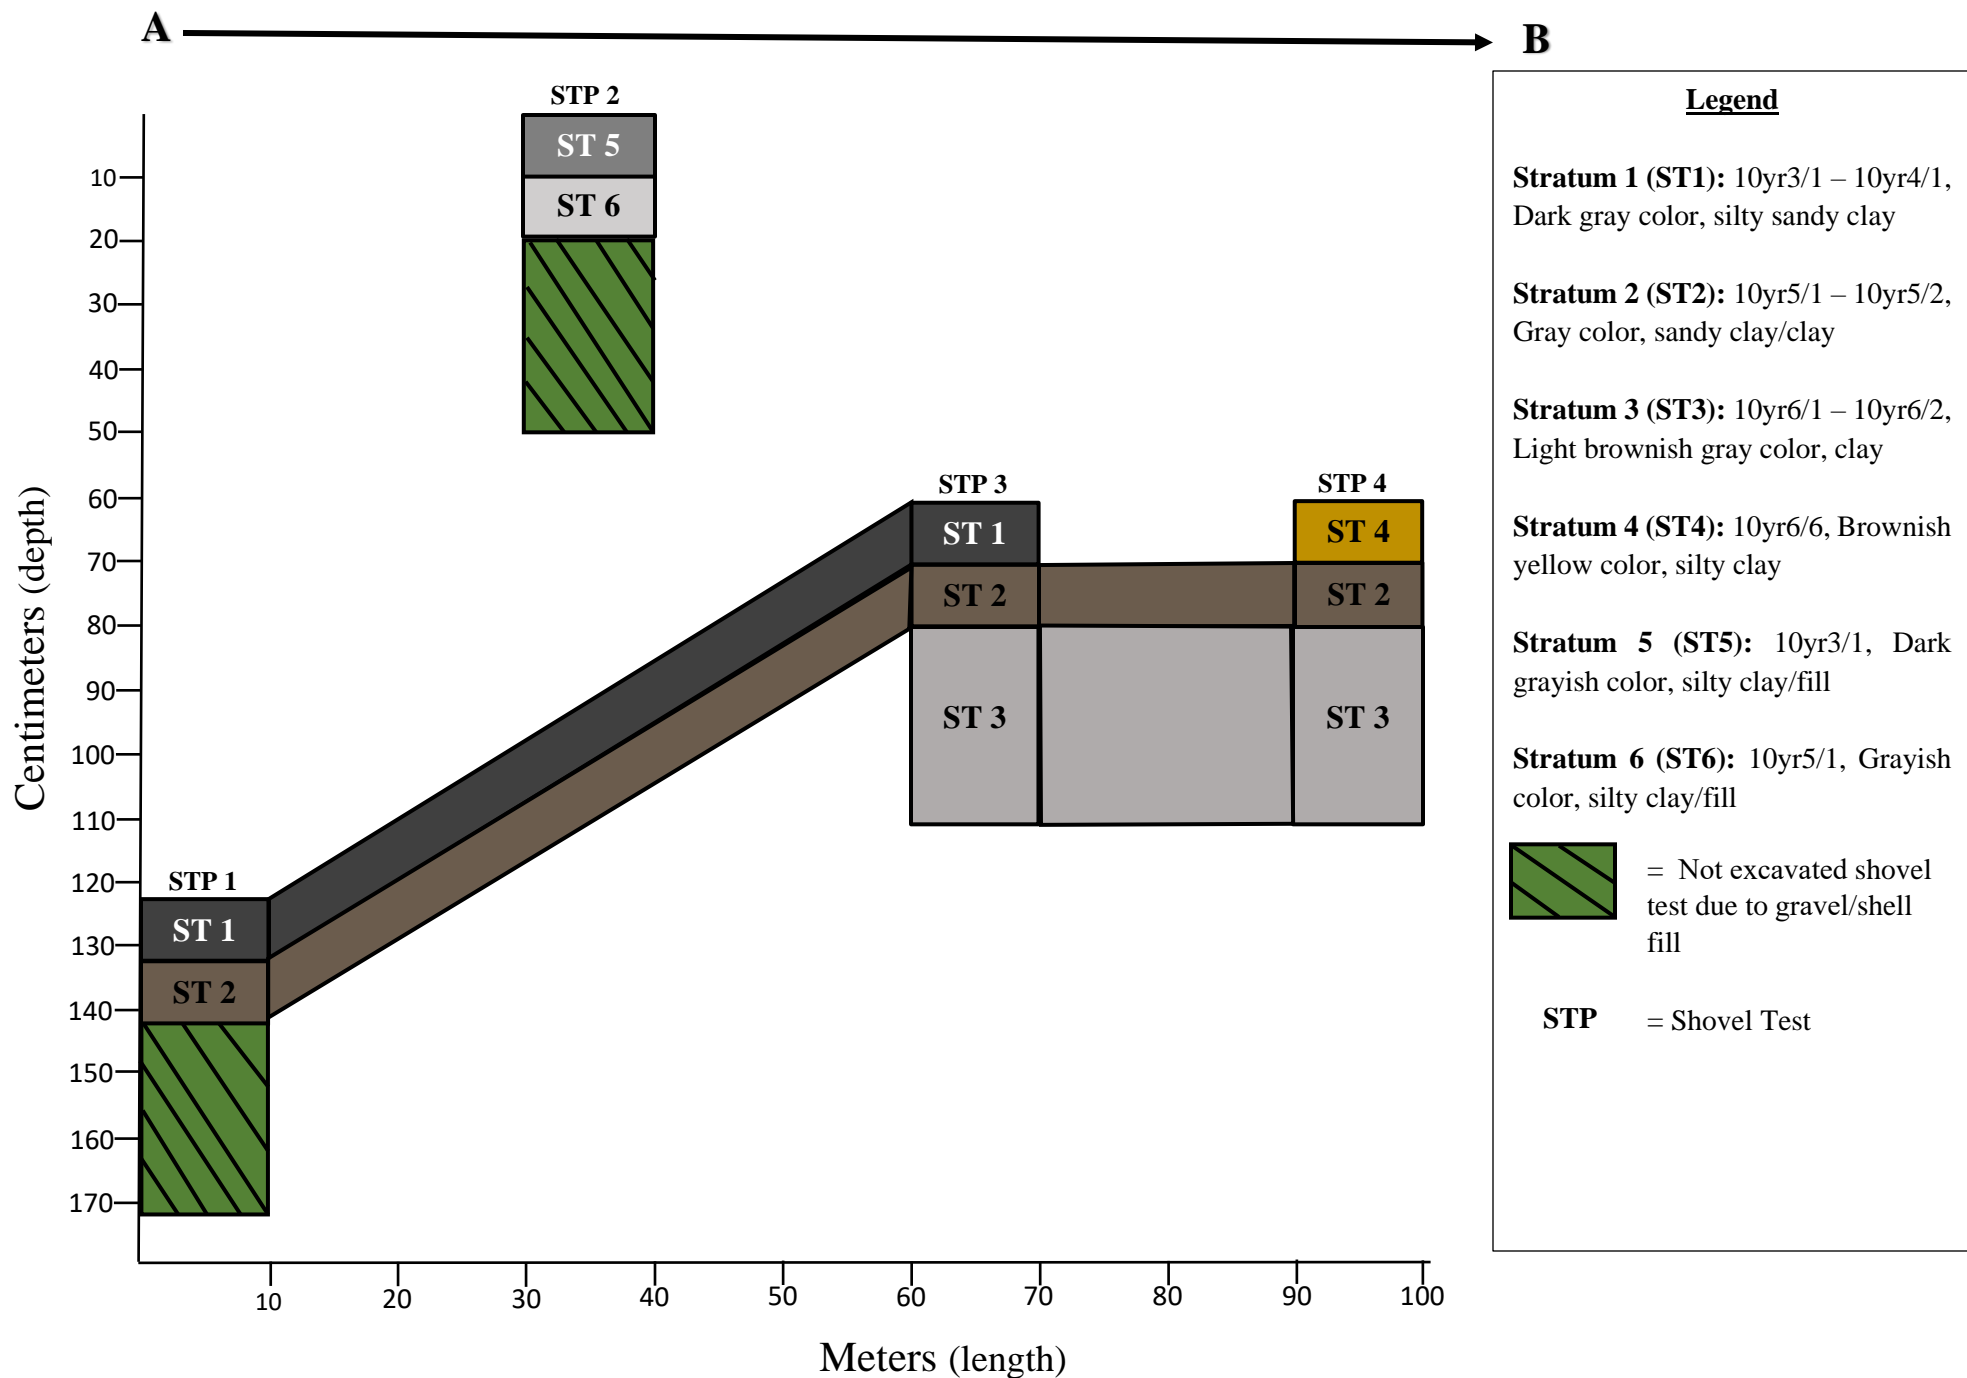 A
B
STP 2
ST 5
ST 6
10
20
30
40
50
60
70
80
90
100
110
120
130
140
150
160
170
Centimeters (depth)
STP 3
ST 1
ST 2
ST 3
STP 4
ST 4
ST 2
ST 3
STP 1
ST 1
ST 2
10
20
30
40
50
60
70
80
90
100
Meters (length)
Legend
Stratum 1 (ST1): 10yr3/1 – 10yr4/1,
Dark gray color, silty sandy clay
Stratum 2 (ST2): 10yr5/1 – 10yr5/2,
Gray color, sandy clay/clay
Stratum 3 (ST3): 10yr6/1 – 10yr6/2,
Light brownish gray color, clay
Stratum 4 (ST4): 10yr6/6, Brownish
yellow color, silty clay
Stratum 5 (ST5): 10yr3/1, Dark
grayish color, silty clay/fill
Stratum 6 (ST6): 10yr5/1, Grayish
color, silty clay/fill
= Not excavated shovel
test due to gravel/shell
fill
STP = Shovel Test